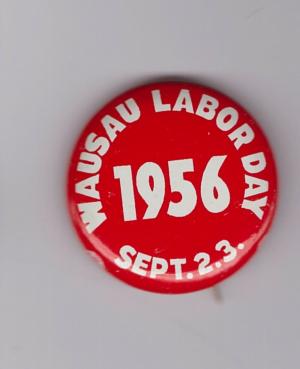 WAUSAU LABOR DAY
1956
SEPT. 2.3.